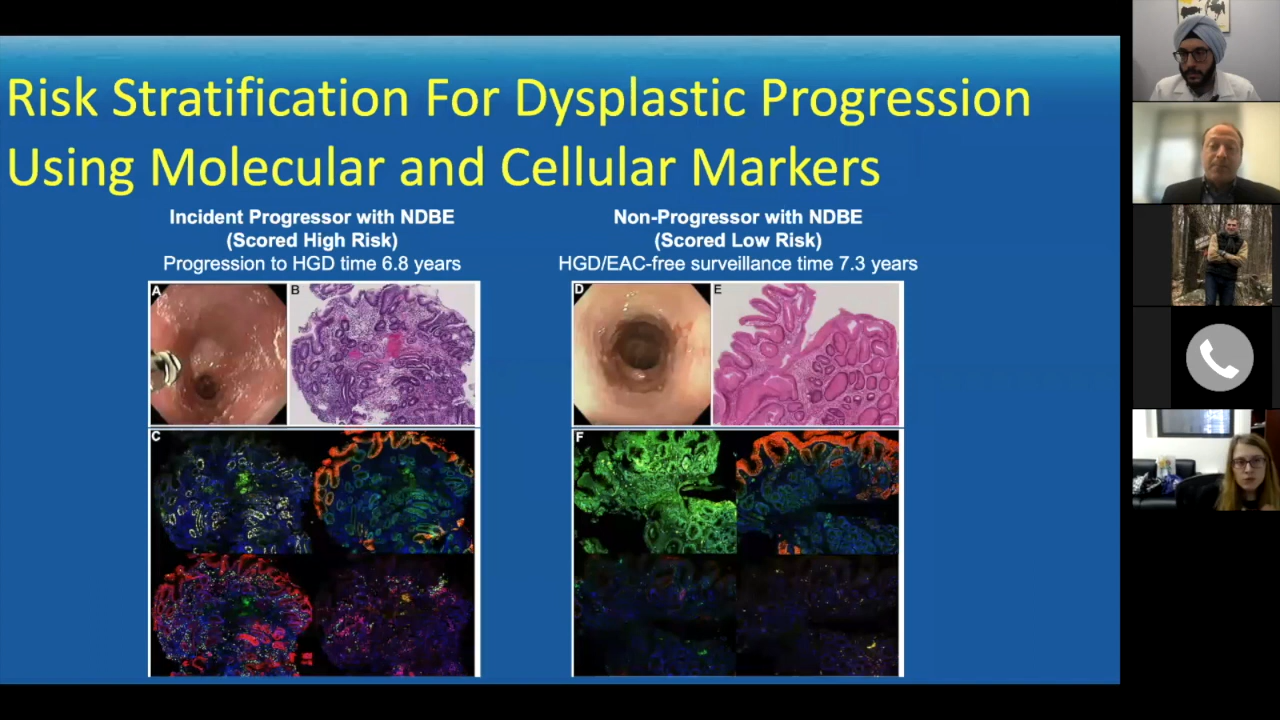 Risk Stratification For Dysplastic Progression
Using Molecular and Cellular Markers
Incident Progressor with NDBE
(Scored High Risk)
Progression to HGD time 6.8 years
Non-Progressor with NDBE
(Scored Low Risk)
HGD/EAC-free surveillance time 7.3 years
A
B
C
D
E
F